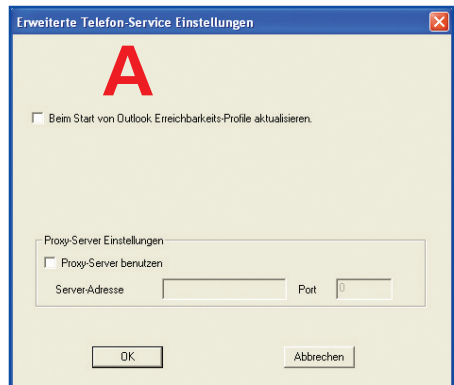 Erweiterte Telefon-Service Einstellungen
A
Beim Start von Outlook Erreichbarkeits-Profile aktualisieren.
Proxy-Server Einstellungen
Proxy-Server benutzen
Server-Adresse Port 0
OK Abbrechen